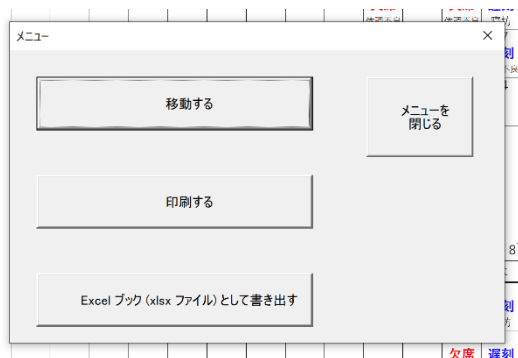 メニュー
移動する
メニューを
閉じる
印刷する
Excel ブック (xlsx ファイル) として書き出す
8
欠席
遅刻